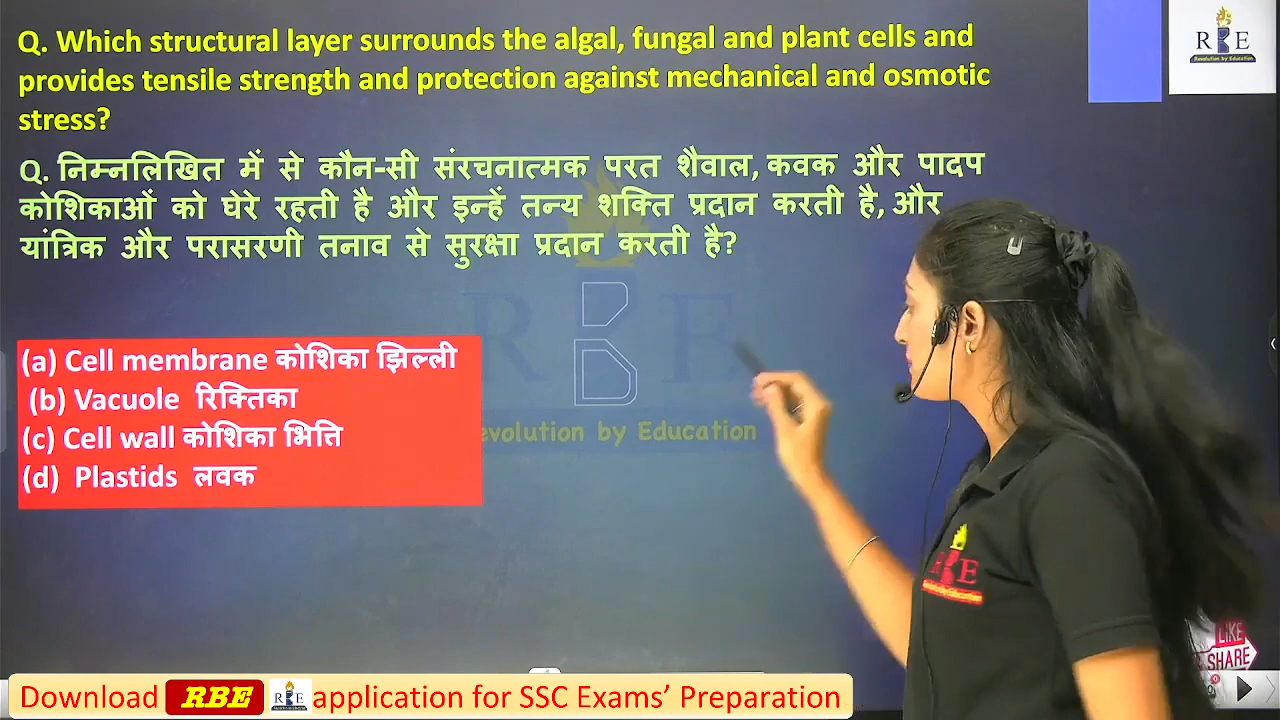 Q. Which structural layer surrounds the algal, fungal and plant cells and
provides tensile strength and protection against mechanical and osmotic
stress?
Q. निम्नलिखित में से कौन-सी संरचनात्मक परत शैवाल, कवक और पादप
कोशिकाओं को घेरे रहती है और इन्हें तन्य शक्ति प्रदान करती है, और
यांत्रिक और परासरणी तनाव से सुरक्षा प्रदान करती है?
(a) Cell membrane कोशिका झिल्ली
(b) Vacuole रिक्तिका
(c) Cell wall कोशिका भित्ति
(d) Plastids लवक
RBE
evolution by Education
RBE
Revolution by Education
RBE
LIKE
SHARE
Download RBE RBE application for SSC Exams' Preparation